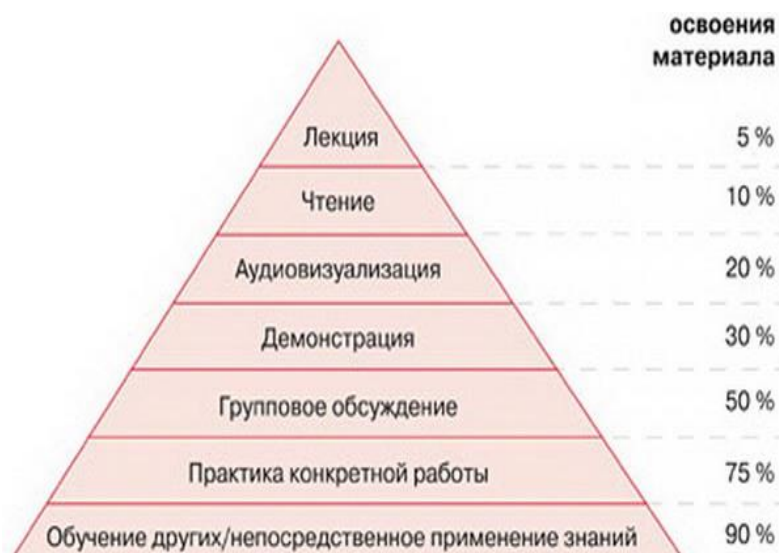 освоения
материала
Лекция 5 %
Чтение 10 %
Аудиовизуализация 20 %
Демонстрация 30 %
Групповое обсуждение 50 %
Практика конкретной работы 75 %
Обучение других/непосредственное применение знаний 90 %